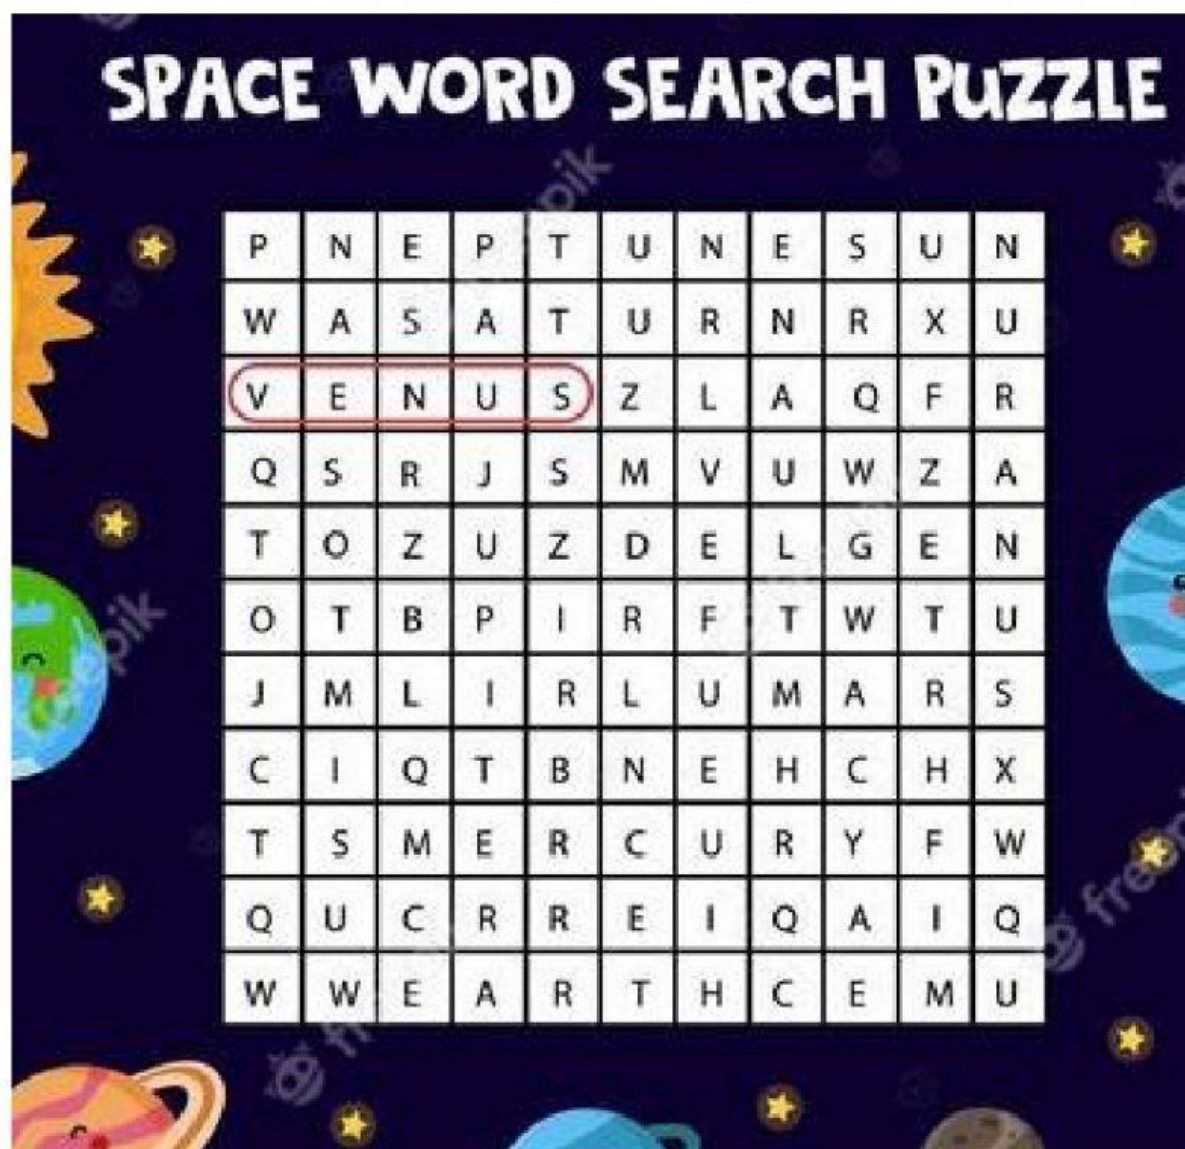 SPACE WORD SEARCH PUZZLE
P N E P T U N E S U N
W A S A T U R N R X U
V E N U S Z L A Q F R
Q S R J S M V U W Z A
T O Z U Z D E L G E N
O T B P I R F T W T U
J M L I R L U M A R S
C I Q T B N E H C H X
T S M E R C U R Y F W
Q U C R R E I Q A I Q
W W E A R T H C E M U